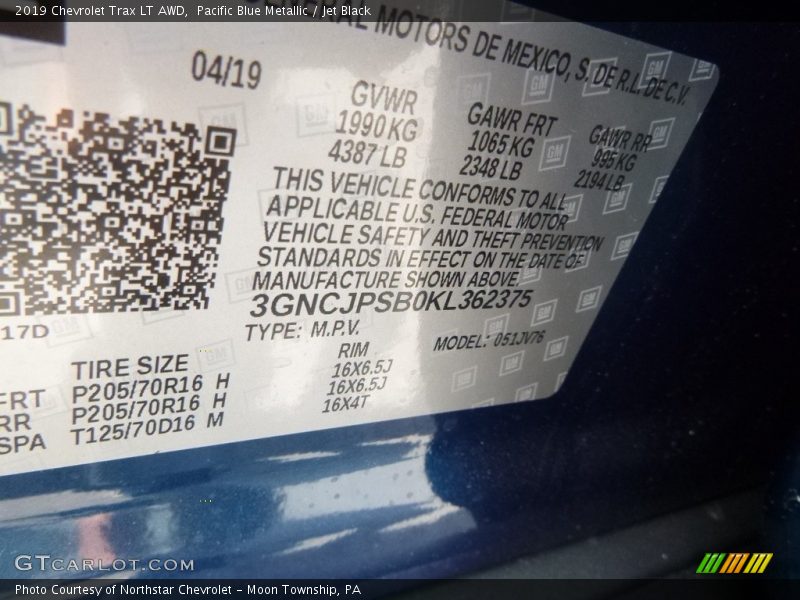 2019 Chevrolet Trax LT AWD, Pacific Blue Metallic / Jet Black
GENERAL MOTORS DE MEXICO, S. DE R.L. DE C.V.
04/19
GVWR
1990 KG
4387 LB
GAWR FRT
1065 KG
2348 LB
GAWR RR
995 KG
2194 LB
THIS VEHICLE CONFORMS TO ALL
APPLICABLE U.S. FEDERAL MOTOR
VEHICLE SAFETY AND THEFT PREVENTION
STANDARDS IN EFFECT ON THE DATE OF
MANUFACTURE SHOWN ABOVE.
3GNCJPSB0KL362375
TYPE: M.P.V.
MODEL: 051JV76
17D
TIRE SIZE
RIM
FRT P205/70R16 H 16X6.5J
RR P205/70R16 H 16X6.5J
SPA T125/70D16 M 16X4T
GTcarlot.com
Photo Courtesy of Northstar Chevrolet - Moon Township, PA